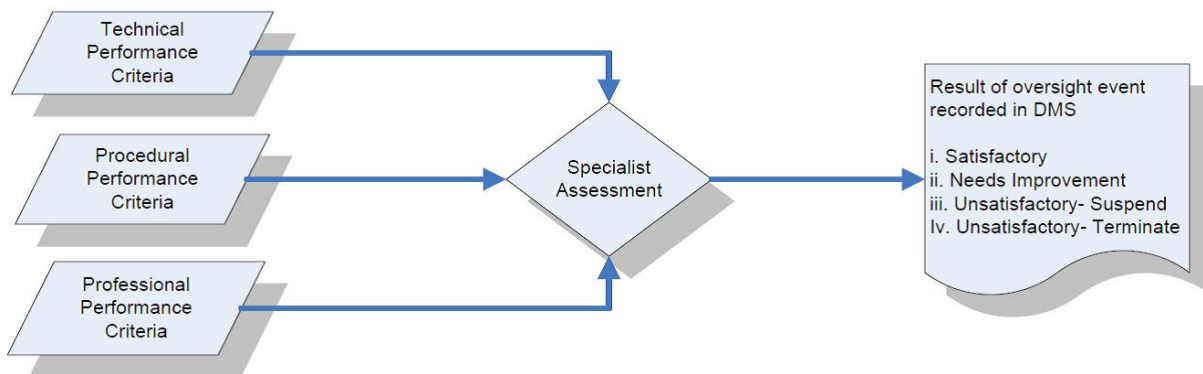 Technical
Performance
Criteria
Procedural
Performance
Criteria
Professional
Performance
Criteria
Specialist
Assessment
Result of oversight event
recorded in DMS
i. Satisfactory
ii. Needs Improvement
iii. Unsatisfactory- Suspend
Iv. Unsatisfactory- Terminate